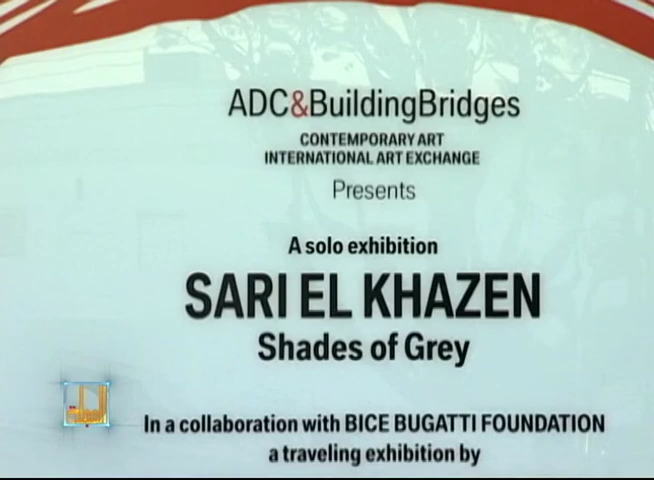 ADC&BuildingBridges
CONTEMPORARY ART
INTERNATIONAL ART EXCHANGE
Presents
A solo exhibition
SARI EL KHAZEN
Shades of Grey
In a collaboration with BICE BUGATTI FOUNDATION
a traveling exhibition by